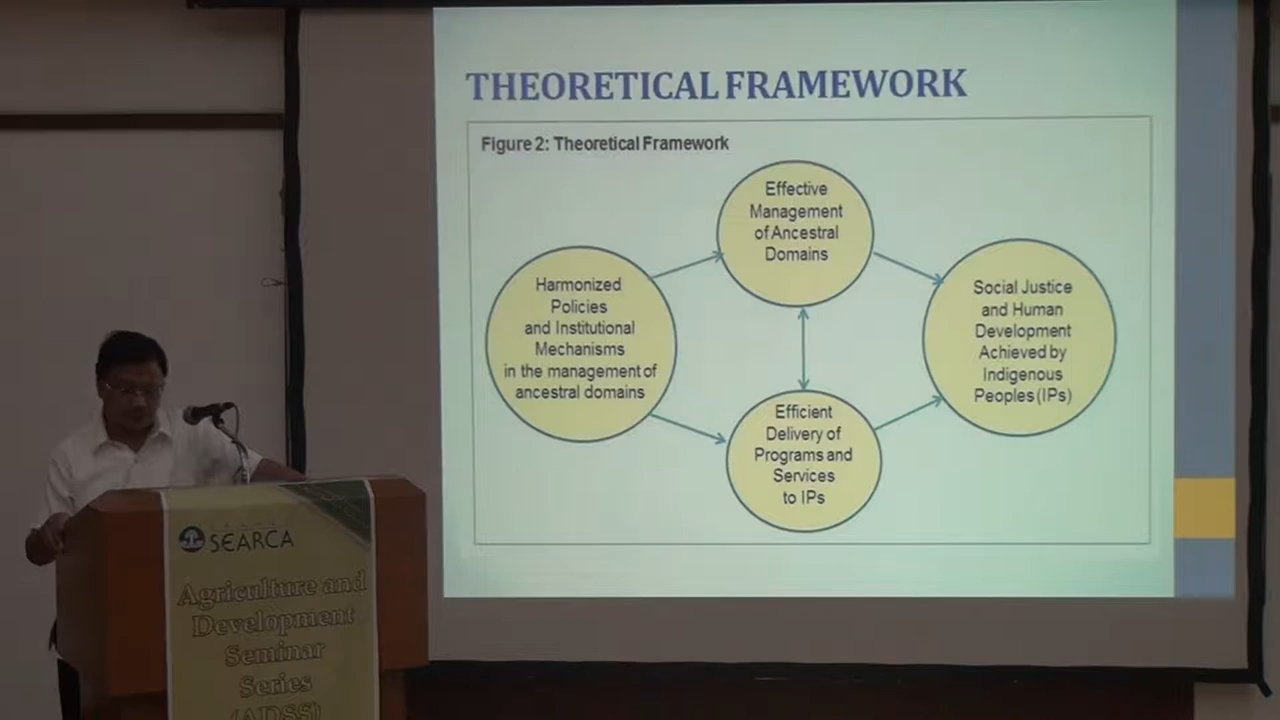 THEORETICAL FRAMEWORK
Figure 2: Theoretical Framework
Effective
Management
of Ancestral
Domains
Harmonized
Policies
and Institutional
Mechanisms
in the management of
ancestral domains
Social Justice
and Human
Development
Achieved by
Indigenous
Peoples (IPs)
Efficient
Delivery of
Programs and
Services
to IPs
SEARCA
Agriculture and
Development
Seminar
Series
(ADSS)